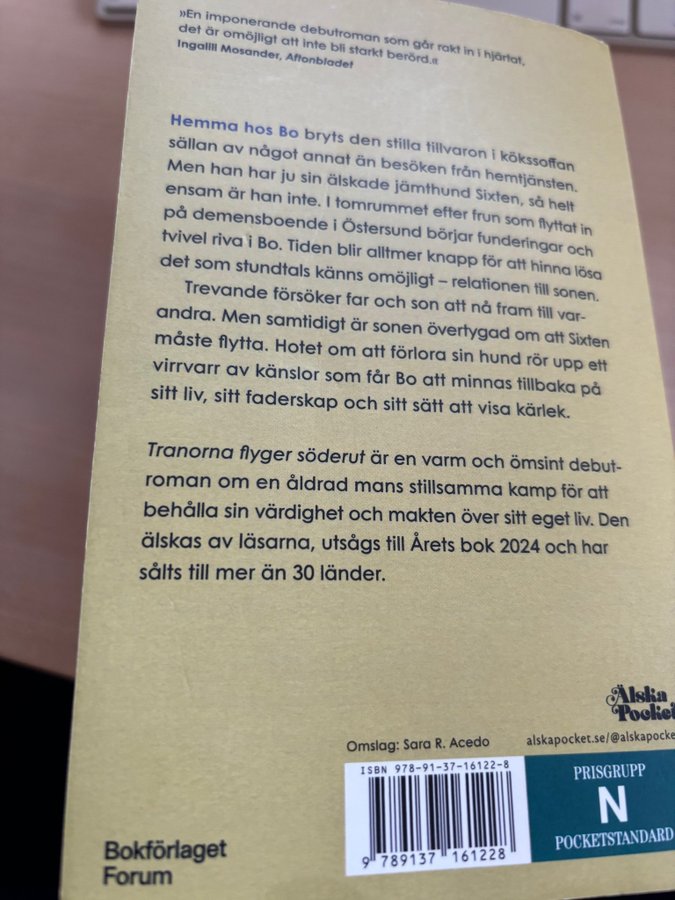 »En imponerande debutroman som går rakt in i hjärtat,
det är omöjligt att inte bli starkt berörd.«
Ingalill Mosander, Aftonbladet
Hemma hos Bo bryts den stilla tillvaron i kökssoffan
sällan av något annat än besöken från hemtjänsten.
Men han har ju sin älskade jämthund Sixten, så helt
ensam är han inte. I tomrummet efter frun som flyttat in
på demensboende i Östersund börjar funderingar och
tvivel riva i Bo. Tiden blir alltmer knapp för att hinna lösa
det som stundtals känns omöjligt – relationen till sonen.
Trevande försöker far och son att nå fram till var-
andra. Men samtidigt är sonen övertygad om att Sixten
måste flytta. Hotet om att förlora sin hund rör upp ett
virrvarr av känslor som får Bo att minnas tillbaka på
sitt liv, sitt faderskap och sitt sätt att visa kärlek.
Tranorna flyger söderut är en varm och ömsint debut-
roman om en åldrad mans stillsamma kamp för att
behålla sin värdighet och makten över sitt eget liv. Den
älskas av läsarna, utsågs till Årets bok 2024 och har
sålts till mer än 30 länder.
Älska
Pocket
Omslag: Sara R. Acedo
alskapocket.se/@alskapocke
ISBN 978-91-37-16122-8
9 789137 161228
PRISGRUPP
N
POCKETSTANDARD
Bokförlaget
Forum